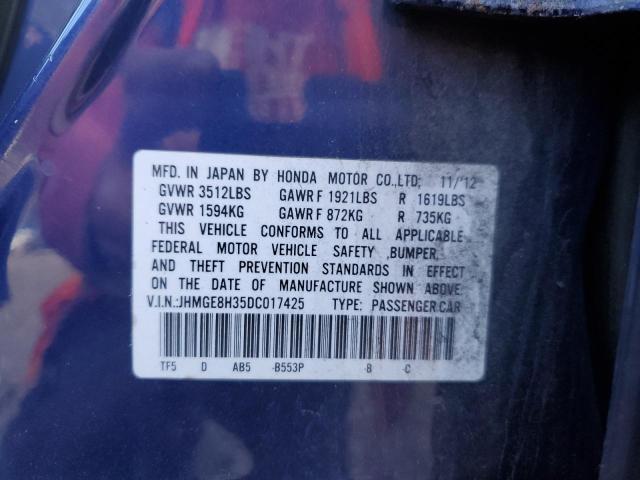 MFD. IN JAPAN BY HONDA MOTOR CO.,LTD; 11/'12
GVWR 3512LBS GAWR F 1921LBS R 1619LBS
GVWR 1594KG GAWR F 872KG R 735KG
THIS VEHICLE CONFORMS TO ALL APPLICABLE
FEDERAL MOTOR VEHICLE SAFETY ,BUMPER,
AND THEFT PREVENTION STANDARDS IN EFFECT
ON THE DATE OF MANUFACTURE SHOWN ABOVE.
V.I.N.:JHMGE8H35DC017425 TYPE: PASSENGER CAR
TF5 D AB5 -B553P -B -C